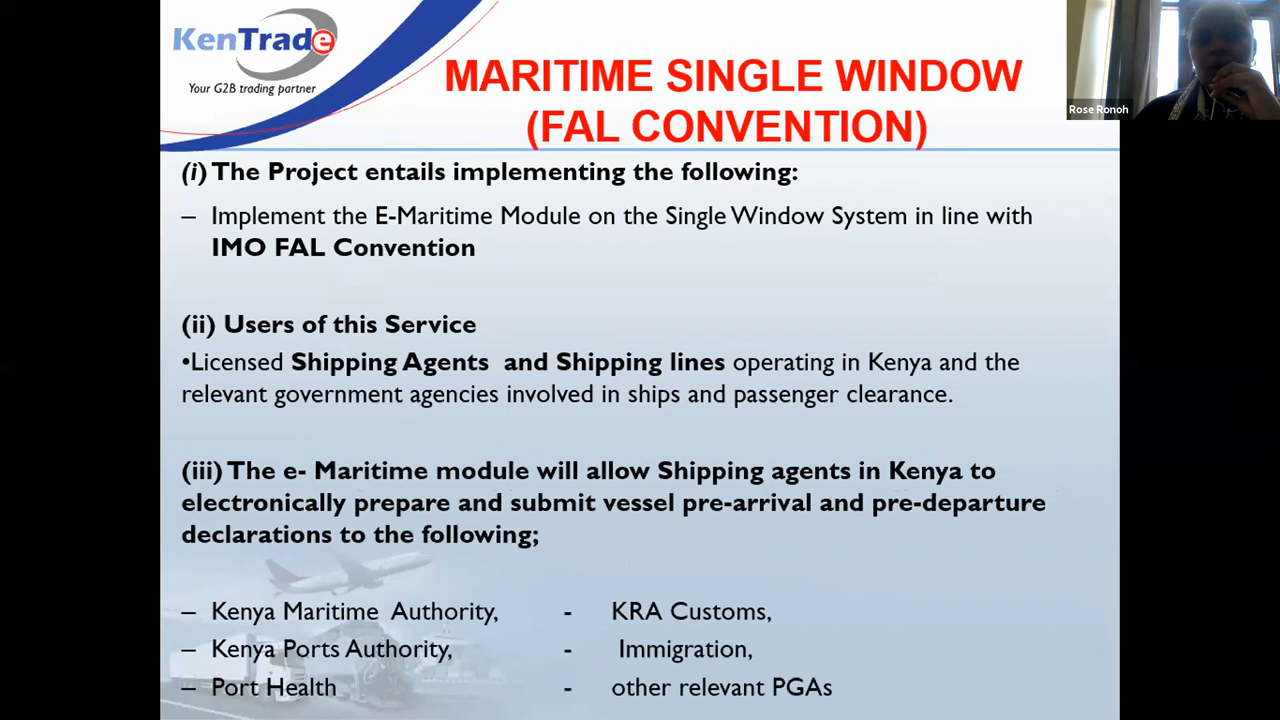 KenTrade
Your G2B trading partner
MARITIME SINGLE WINDOW
(FAL CONVENTION)
Rose Ronoh
(i) The Project entails implementing the following:
– Implement the E-Maritime Module on the Single Window System in line with
IMO FAL Convention
(ii) Users of this Service
•Licensed Shipping Agents and Shipping lines operating in Kenya and the
relevant government agencies involved in ships and passenger clearance.
(iii) The e- Maritime module will allow Shipping agents in Kenya to
electronically prepare and submit vessel pre-arrival and pre-departure
declarations to the following;
– Kenya Maritime Authority, - KRA Customs,
– Kenya Ports Authority, - Immigration,
– Port Health - other relevant PGAs